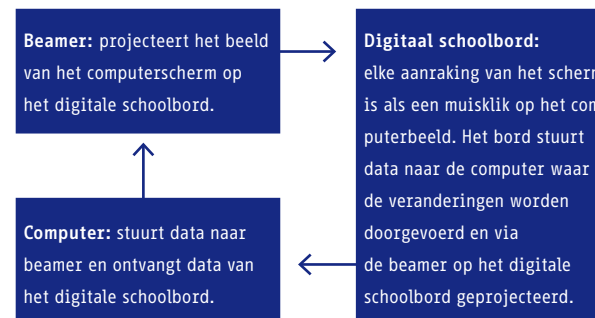 Beamer: projecteert het beeld
van het computerscherm op
het digitale schoolbord.
Digitaal schoolbord:
elke aanraking van het scherm
is als een muisklik op het com
puterbeeld. Het bord stuurt
data naar de computer waar
de veranderingen worden
doorgevoerd en via
de beamer op het digitale
schoolbord geprojecteerd.
Computer: stuurt data naar
beamer en ontvangt data van
het digitale schoolbord.